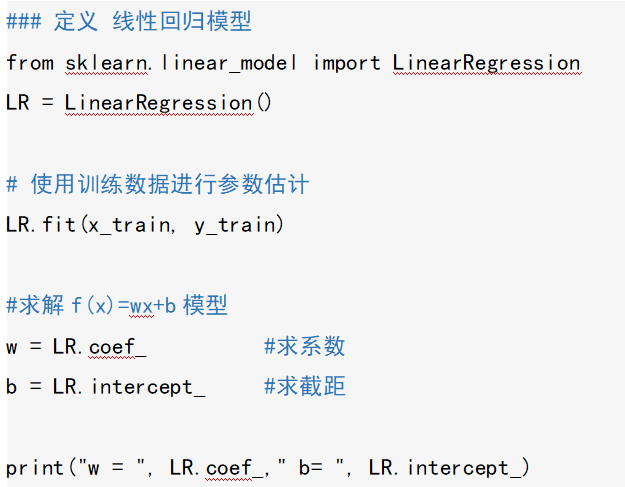 ### 定义 线性回归模型
from sklearn.linear_model import LinearRegression
LR = LinearRegression()
# 使用训练数据进行参数估计
LR.fit(x_train, y_train)
#求解 f(x)=wx+b 模型
w = LR.coef_ #求系数
b = LR.intercept_ #求截距
print("w = ", LR.coef_," b= ", LR.intercept_)